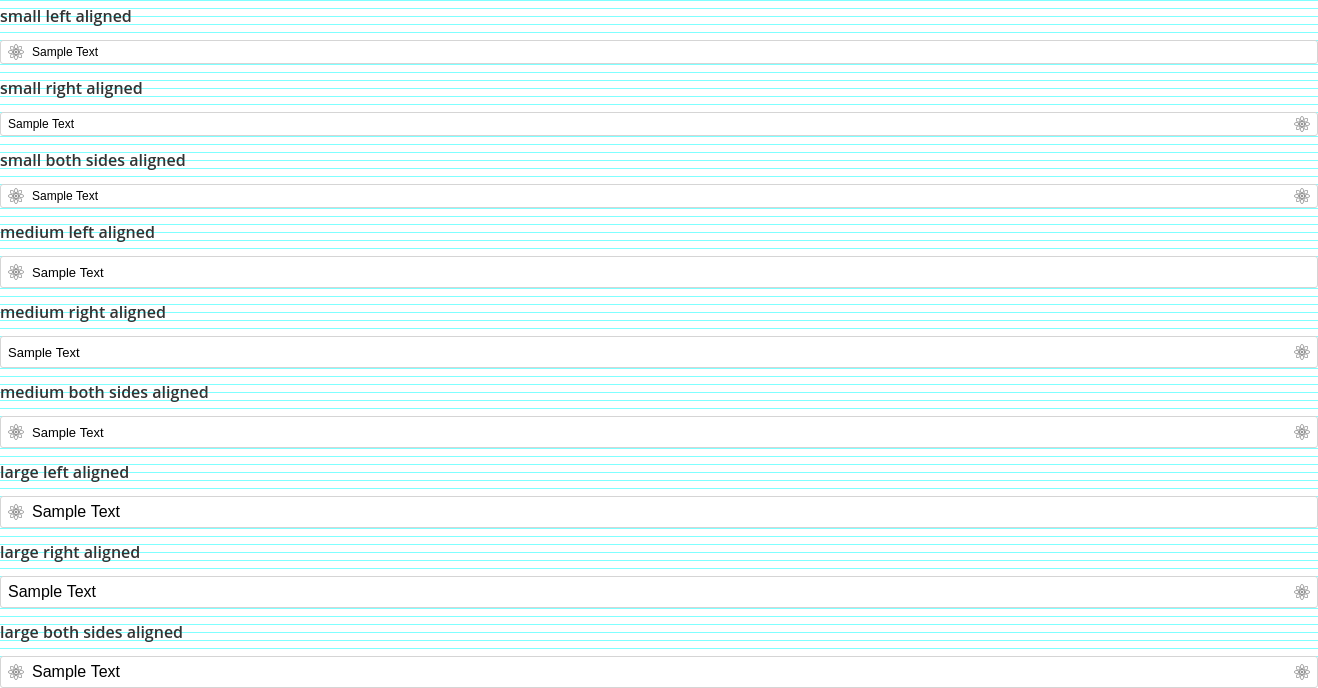 small left aligned
Sample Text
small right aligned
Sample Text
small both sides aligned
Sample Text
medium left aligned
Sample Text
medium right aligned
Sample Text
medium both sides aligned
Sample Text
large left aligned
Sample Text
large right aligned
Sample Text
large both sides aligned
Sample Text